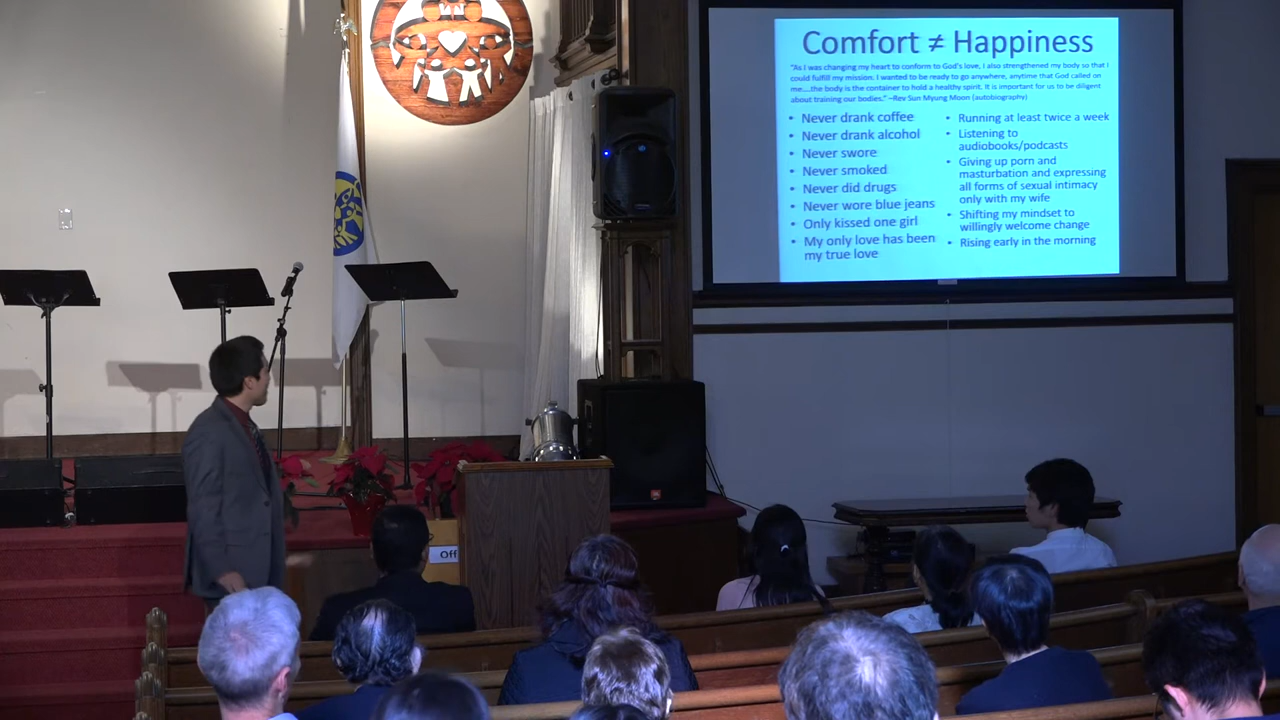 Comfort ≠ Happiness
"As I was changing my heart to conform to God's love, I also strengthened my body so that I
could fulfill my mission. I wanted to be ready to go anywhere, anytime that God called on
me....the body is the container to hold a healthy spirit. It is important for us to be diligent
about training our bodies." –Rev Sun Myung Moon (autobiography)
• Never drank coffee
• Never drank alcohol
• Never swore
• Never smoked
• Never did drugs
• Never wore blue jeans
• Only kissed one girl
• My only love has been
my true love
• Running at least twice a week
• Listening to
audiobooks/podcasts
• Giving up porn and
masturbation and expressing
all forms of sexual intimacy
only with my wife
• Shifting my mindset to
willingly welcome change
• Rising early in the morning
Off